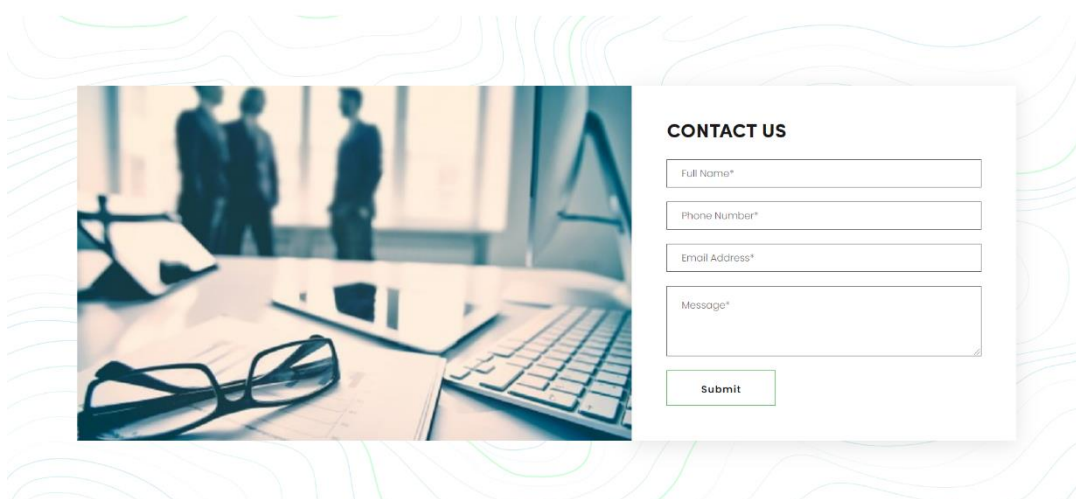 CONTACT US
Full Name*
Phone Number*
Email Address*
Message*
Submit